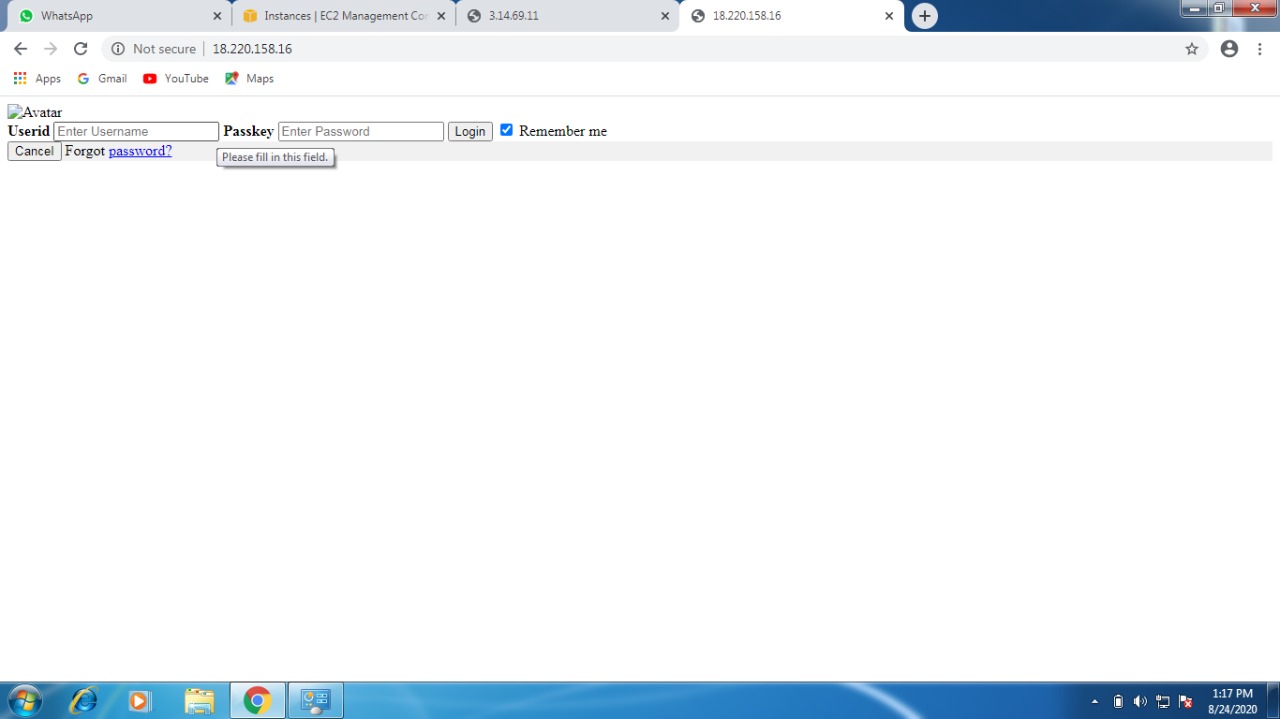 WhatsApp
Instances | EC2 Management Con
3.14.69.11
18.220.158.16
Not secure
18.220.158.16
Apps
Gmail
YouTube
Maps
Avatar
Userid Enter Username Passkey Enter Password Login Remember me
Cancel Forgot password?
Please fill in this field.
1:17 PM
8/24/2020